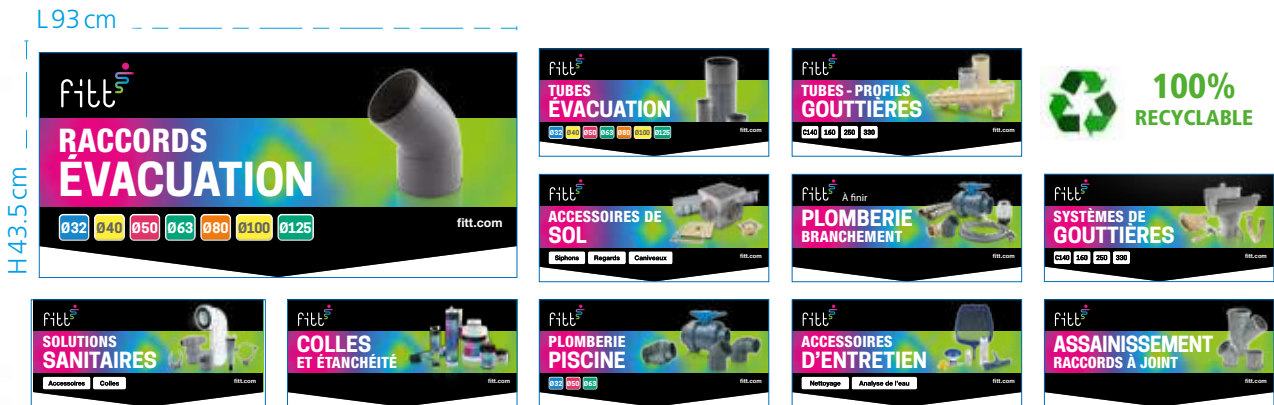 L 93 cm
H 43.5 cm
fitt
RACCORDS
ÉVACUATION
Ø32 Ø40 Ø50 Ø63 Ø80 Ø100 Ø125
fitt.com
fitt
TUBES
ÉVACUATION
Ø32 Ø40 Ø50 Ø63 Ø80 Ø100 Ø125
fitt.com
fitt
TUBES - PROFILS
GOUTTIÈRES
C140 160 250 330
fitt.com
100%
RECYCLABLE
fitt
ACCESSOIRES DE
SOL
Siphons Regards Caniveaux
fitt.com
fitt À finir
PLOMBERIE
BRANCHEMENT
fitt.com
fitt
SYSTÈMES DE
GOUTTIÈRES
C140 160 250 330
fitt.com
fitt
SOLUTIONS
SANITAIRES
Accessoires Colles
fitt.com
fitt
COLLES
ET ÉTANCHÉITÉ
fitt.com
fitt
PLOMBERIE
PISCINE
Ø32 Ø50 Ø63
fitt.com
fitt
ACCESSOIRES
D'ENTRETIEN
Nettoyage Analyse de l'eau
fitt.com
fitt
ASSAINISSEMENT
RACCORDS À JOINT
fitt.com